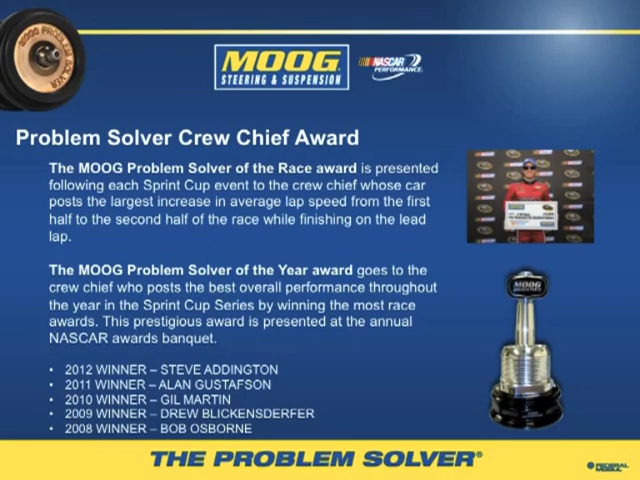 MOOG PROBLEM SOLVER
MOOG
STEERING & SUSPENSION
NASCAR
PERFORMANCE
Problem Solver Crew Chief Award
The MOOG Problem Solver of the Race award is presented
following each Sprint Cup event to the crew chief whose car
posts the largest increase in average lap speed from the first
half to the second half of the race while finishing on the lead
lap.
The MOOG Problem Solver of the Year award goes to the
crew chief who posts the best overall performance throughout
the year in the Sprint Cup Series by winning the most race
awards. This prestigious award is presented at the annual
NASCAR awards banquet.
• 2012 WINNER – STEVE ADDINGTON
• 2011 WINNER – ALAN GUSTAFSON
• 2010 WINNER – GIL MARTIN
• 2009 WINNER – DREW BLICKENSDERFER
• 2008 WINNER – BOB OSBORNE
MOOG
THE PROBLEM SOLVER®
FEDERAL
MOGUL